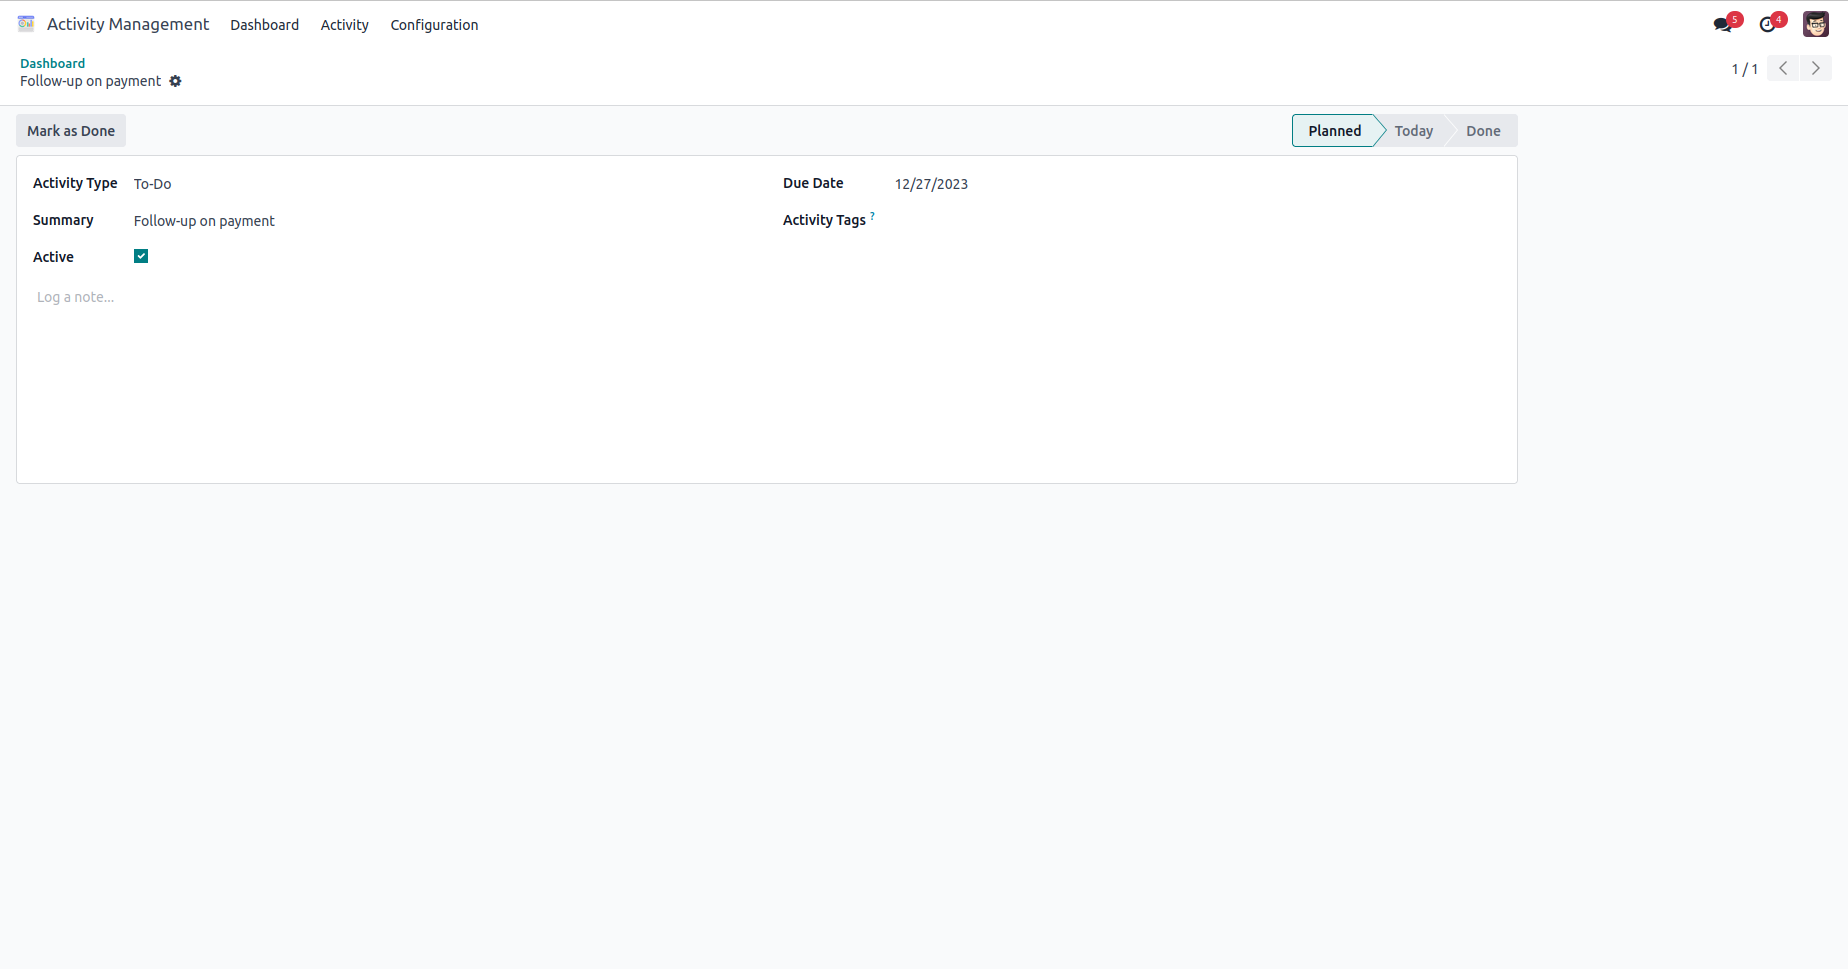 Activity Management Dashboard Activity Configuration 5 4
Dashboard
Follow-up on payment
1 / 1
Mark as Done
Planned Today Done
Activity Type To-Do
Due Date 12/27/2023
Summary Follow-up on payment
Activity Tags ?
Active
Log a note...